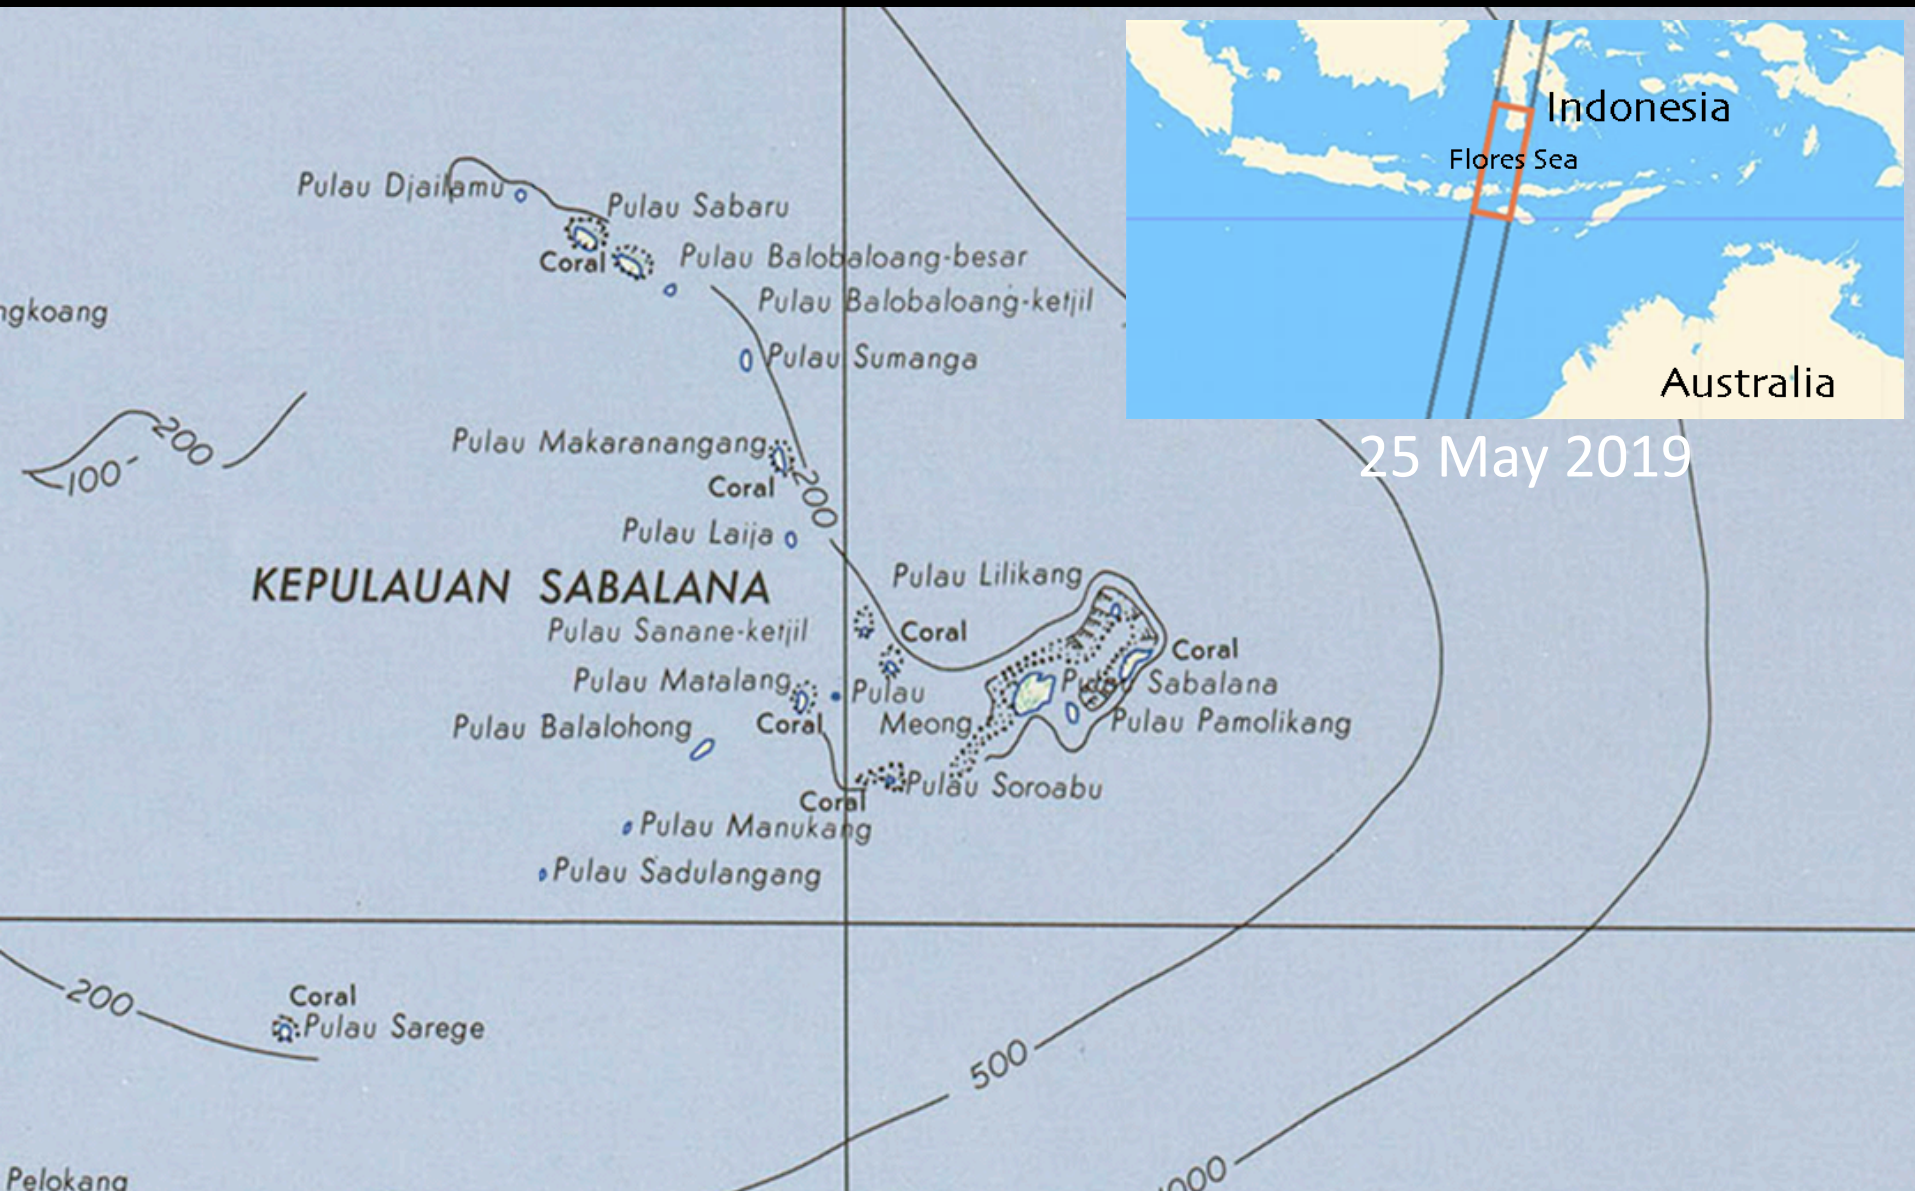 Indonesia
Flores Sea
Australia
25 May 2019
Pulau Djailamu
Pulau Sabaru
Coral
Pulau Balobaloang-besar
Pulau Balobaloang-ketjil
ngkoang
Pulau Sumanga
200
100
Pulau Makaranangang
Coral
200
Pulau Laija
KEPULAUAN SABALANA
Pulau Lilikang
Pulau Sanane-ketjil
Coral
Coral
Pulau Matalang
Pulau
Meong
Pulau Sabalana
Pulau Balalohong
Coral
Pulau Pamolikang
Pulau Soroabu
Coral
Pulau Manukang
Pulau Sadulangang
200
Coral
Pulau Sarege
500
000
Pelokang